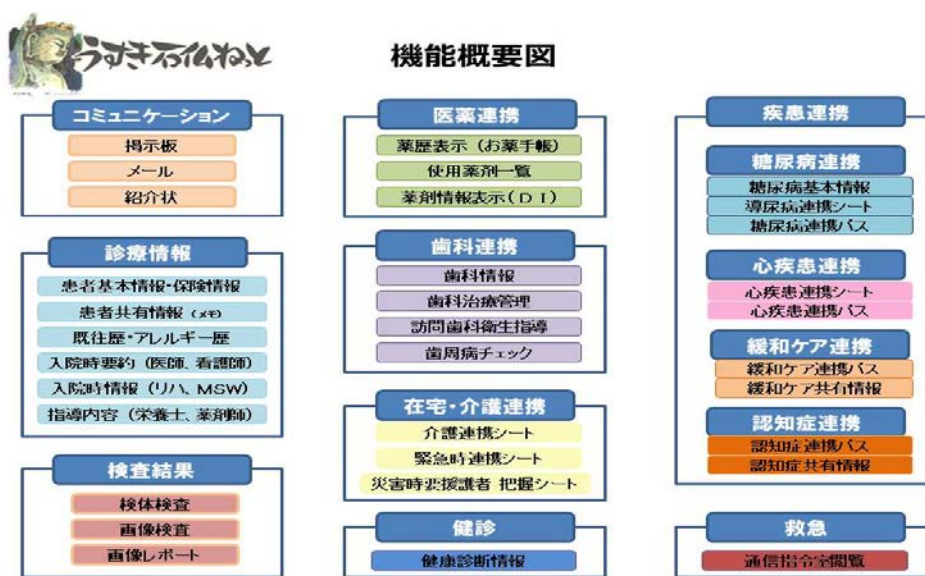 うすき石仏ねっと
機能概要図
コミュニケーション
掲示板
メール
紹介状
診療情報
患者基本情報・保険情報
患者共有情報（メモ）
既往歴・アレルギー歴
入院時要約（医師、看護師）
入院時情報（リハ、MSW）
指導内容（栄養士、薬剤師）
検査結果
検体検査
画像検査
画像レポート
医薬連携
薬歴表示（お薬手帳）
使用薬剤一覧
薬剤情報表示（ＤＩ）
歯科連携
歯科情報
歯科治療管理
訪問歯科衛生指導
歯周病チェック
在宅・介護連携
介護連携シート
緊急時連携シート
災害時要援護者 把握シート
健診
健康診断情報
疾患連携
糖尿病連携
糖尿病基本情報
導尿病連携シート
糖尿病連携パス
心疾患連携
心疾患連携シート
心疾患連携パス
緩和ケア連携
緩和ケア連携パス
緩和ケア共有情報
認知症連携
認知症連携パス
認知症共有情報
救急
通信指令室閲覧